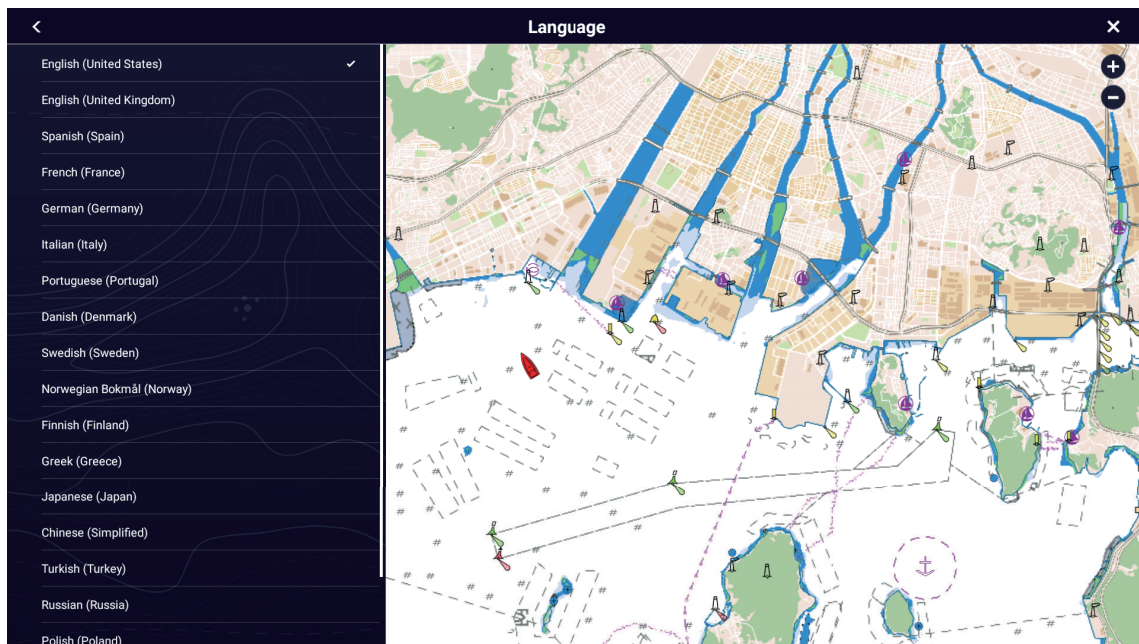 Language
English (United States)
English (United Kingdom)
Spanish (Spain)
French (France)
German (Germany)
Italian (Italy)
Portuguese (Portugal)
Danish (Denmark)
Swedish (Sweden)
Norwegian Bokmål (Norway)
Finnish (Finland)
Greek (Greece)
Japanese (Japan)
Chinese (Simplified)
Turkish (Turkey)
Russian (Russia)
Polish (Poland)